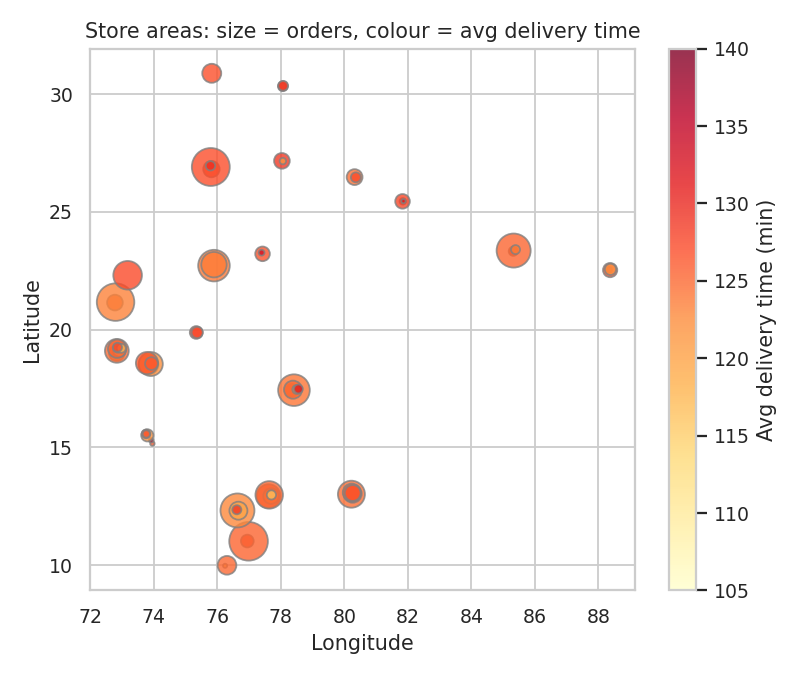 Store areas: size = orders, colour = avg delivery time
30
25
20
15
10
72 74 76 78 80 82 84 86 88
Longitude
Latitude
140
135
130
125
120
115
110
105
Avg delivery time (min)